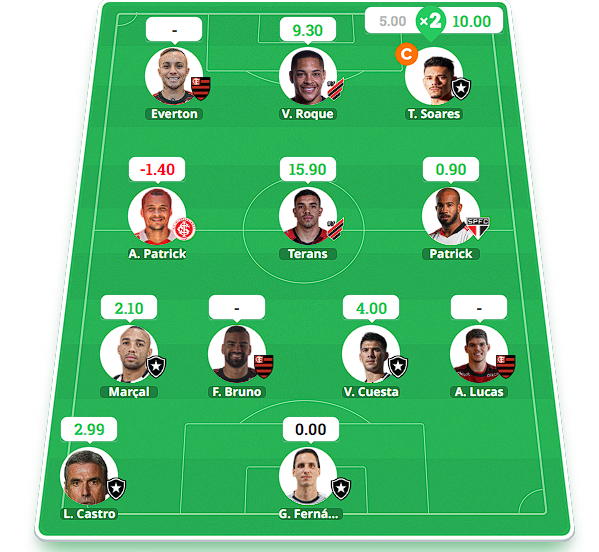 - 9.30 5.00 ×2 10.00
C
Everton V. Roque T. Soares
-1.40 15.90 0.90
SPFC
A. Patrick Terans Patrick
2.10 - 4.00 -
Marçal F. Bruno V. Cuesta A. Lucas
2.99 0.00
L. Castro G. Ferná...